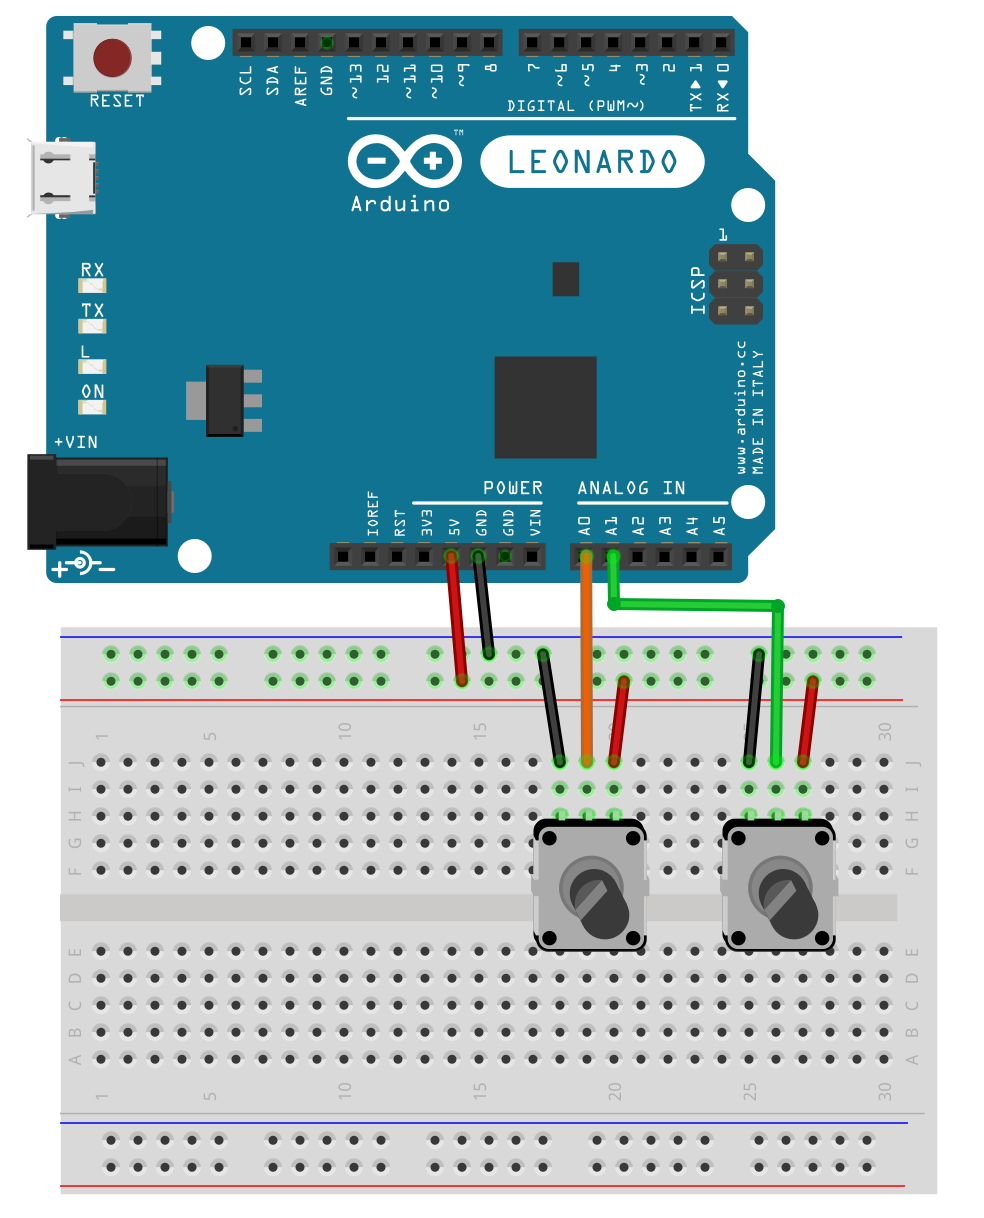 SCL SDA AREF GND ~13 12 ~11 ~10 ~9 8 7 ~6 ~5 4 ~3 2 TX▶1 RX◀0
RESET
DIGITAL (PWM~)
TM
LEONARDO
Arduino
1
ICSP
RX
TX
L
ON
www.arduino.cc
MADE IN ITALY
+VIN
POWER
ANALOG IN
IOREF RST 3V3 5V GND GND VIN A0 A1 A2 A3 A4 A5
+ -
1 5 10 15 20 25 30
J J
I I
H H
G G
F F
E E
D D
C C
B B
A A
1 5 10 15 20 25 30